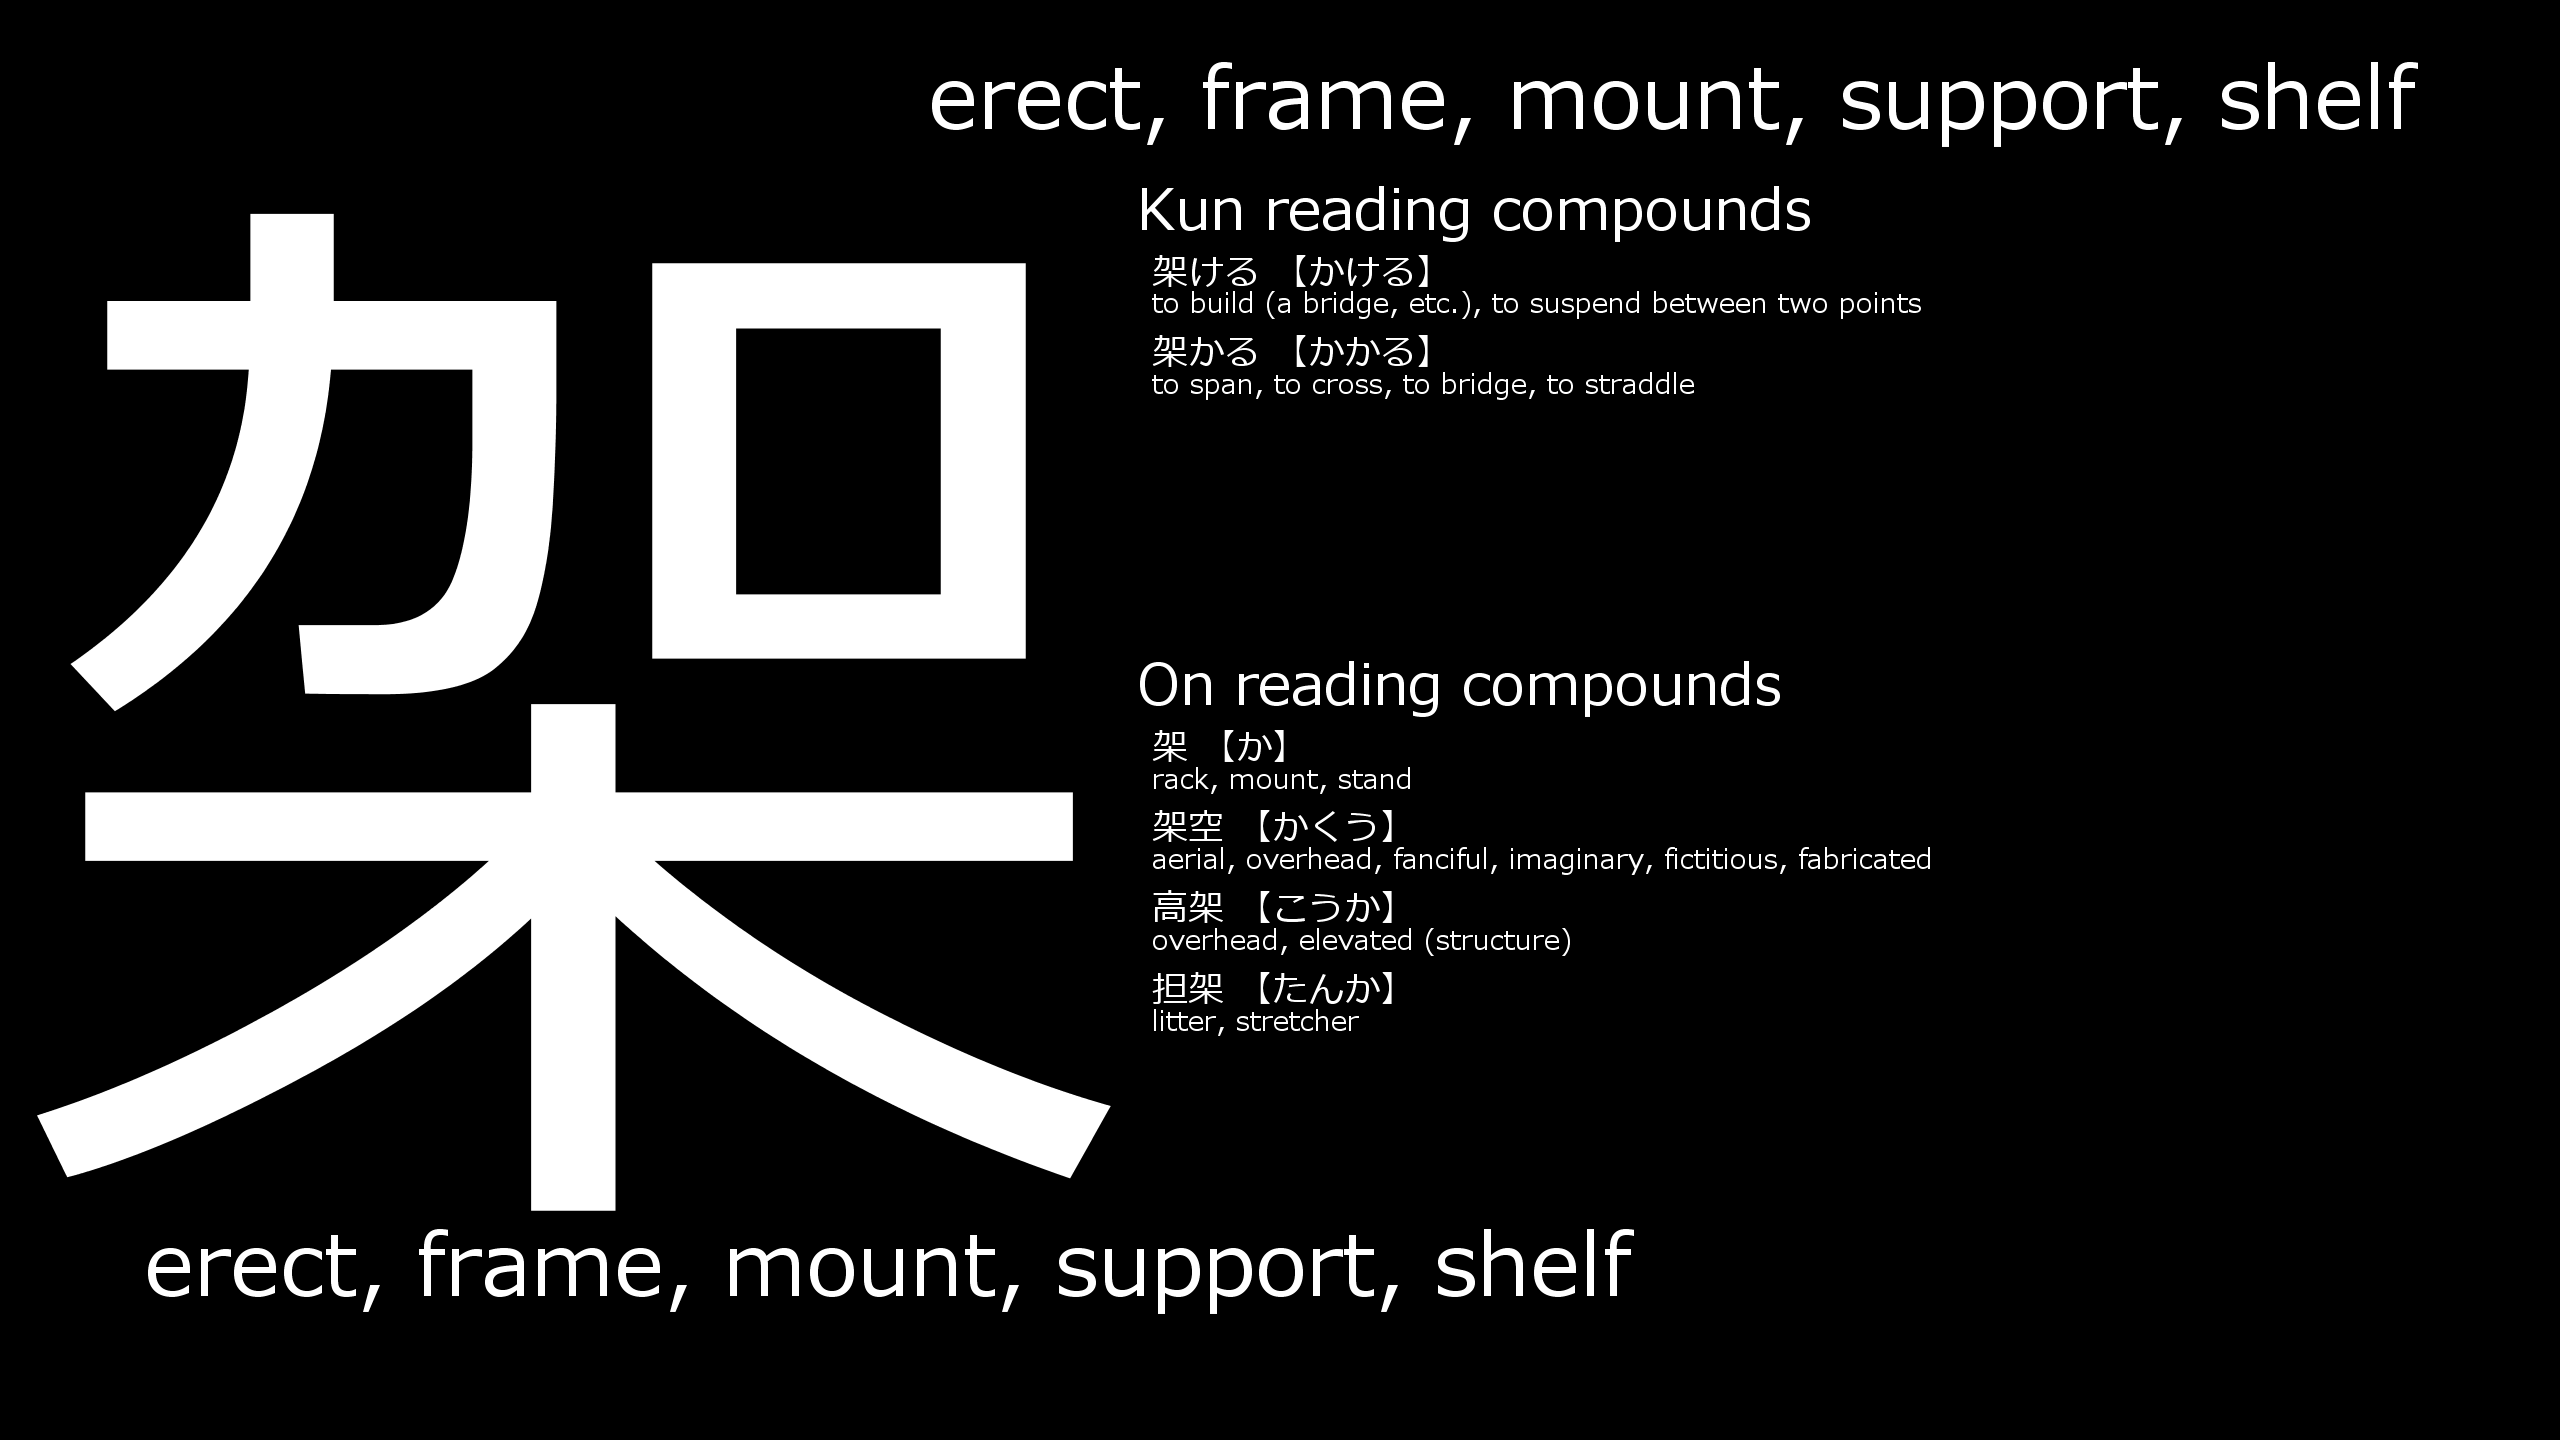 erect, frame, mount, support, shelf
架
Kun reading compounds
架ける 【かける】
to build (a bridge, etc.), to suspend between two points
架かる 【かかる】
to span, to cross, to bridge, to straddle
On reading compounds
架 【か】
rack, mount, stand
架空 【かくう】
aerial, overhead, fanciful, imaginary, fictitious, fabricated
高架 【こうか】
overhead, elevated (structure)
担架 【たんか】
litter, stretcher
erect, frame, mount, support, shelf